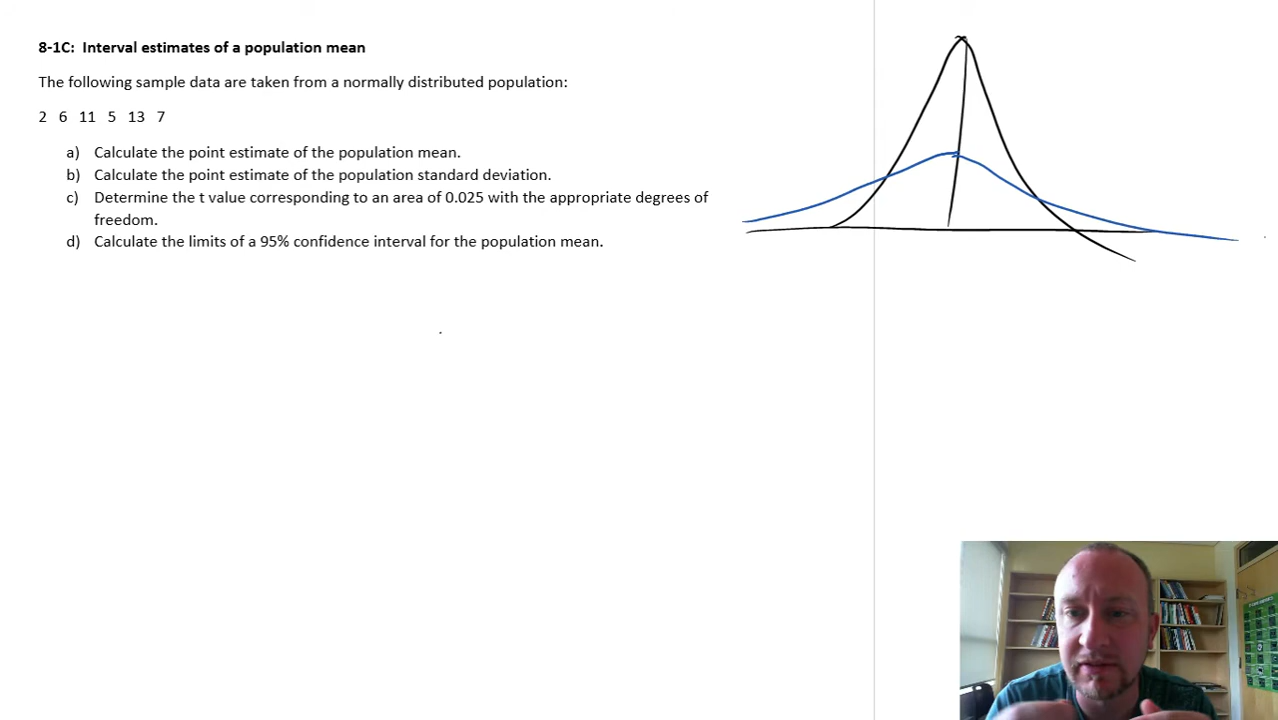 8-1C: Interval estimates of a population mean
The following sample data are taken from a normally distributed population:
2 6 11 5 13 7
a) Calculate the point estimate of the population mean.
b) Calculate the point estimate of the population standard deviation.
c) Determine the t value corresponding to an area of 0.025 with the appropriate degrees of
freedom.
d) Calculate the limits of a 95% confidence interval for the population mean.